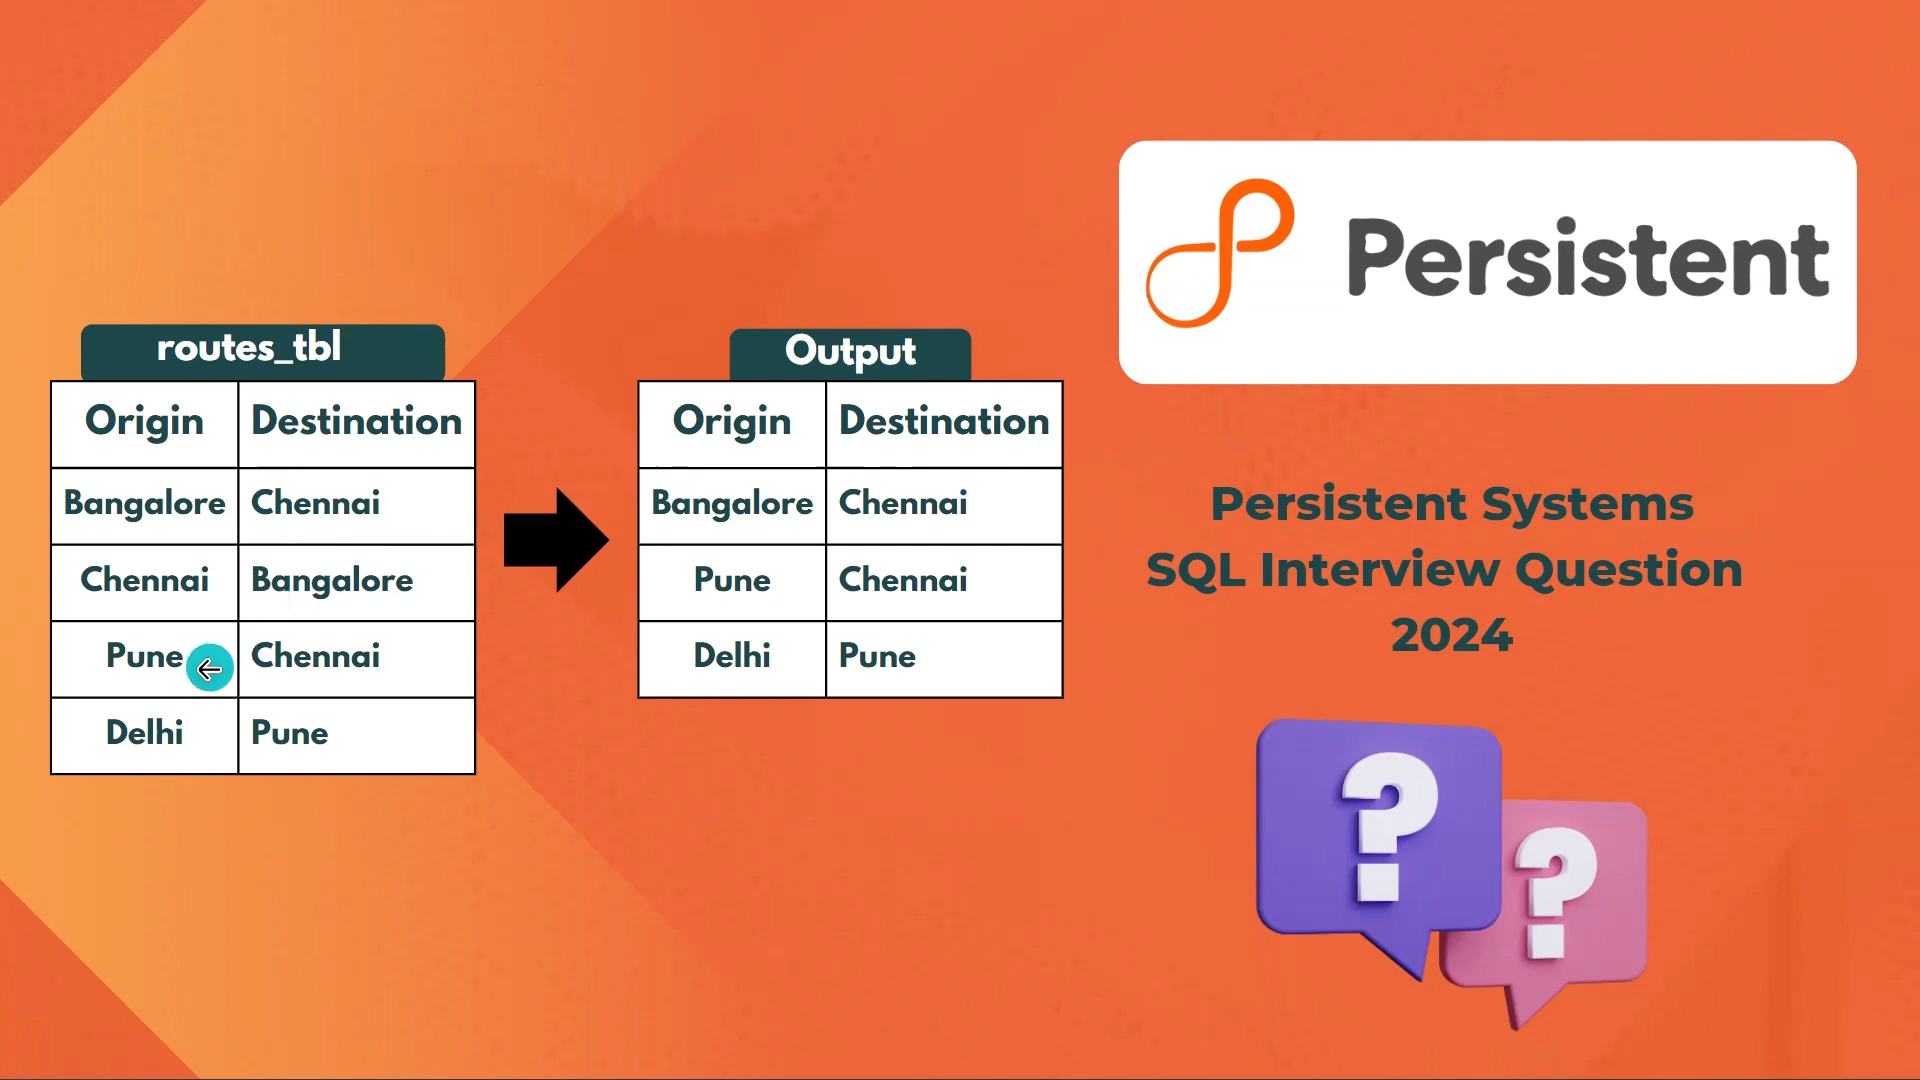 routes_tbl
Origin Destination
Bangalore Chennai
Chennai Bangalore
Pune Chennai
Delhi Pune
Output
Origin Destination
Bangalore Chennai
Pune Chennai
Delhi Pune
Persistent
Persistent Systems
SQL Interview Question
2024
?
?